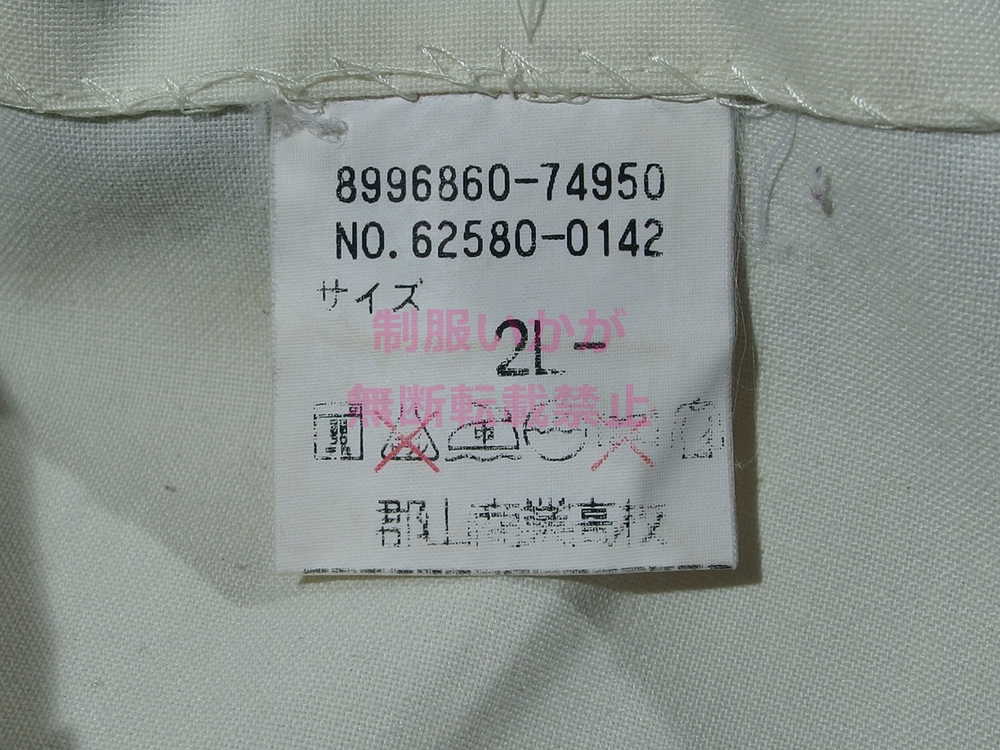 8996860-74950
NO.62580-0142
サイズ
制服いかが
2L-
無断転載禁止
郡山商業高校